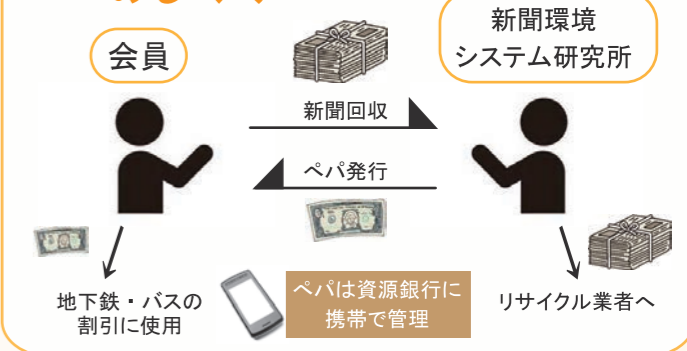 会員
新聞環境
システム研究所
新聞回収
ペパ発行
地下鉄・バスの
割引に使用
ペパは資源銀行に
携帯で管理
リサイクル業者へ